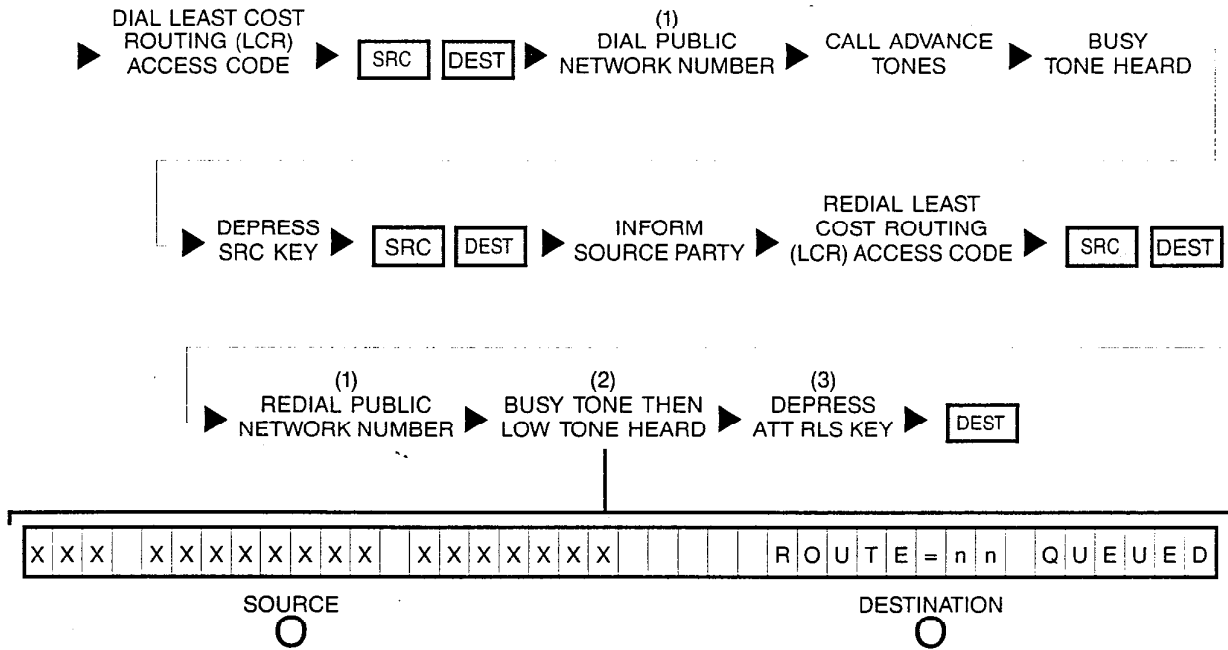 DIAL LEAST COST
ROUTING (LCR)
ACCESS CODE
SRC
DEST
(1)
DIAL PUBLIC
NETWORK NUMBER
CALL ADVANCE
TONES
BUSY
TONE HEARD
DEPRESS
SRC KEY
SRC
DEST
INFORM
SOURCE PARTY
REDIAL LEAST
COST ROUTING
(LCR) ACCESS CODE
SRC
DEST
(1)
REDIAL PUBLIC
NETWORK NUMBER
(2)
BUSY TONE THEN
LOW TONE HEARD
(3)
DEPRESS
ATT RLS KEY
DEST
XXX XXXXXXXX XXXXXXX ROUTE=nn QUEUED
SOURCE
DESTINATION